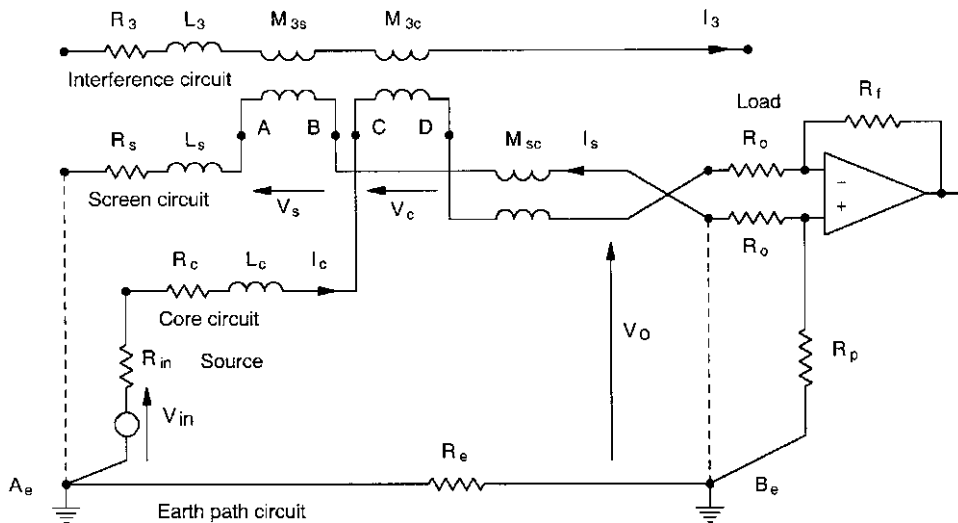 R3 L3 M3s M3c I3
Interference circuit
Load Rf
A B C D
Rs Ls Msc Is Ro
Screen circuit
Vs Vc
−
+
Ro
Rc Lc Ic
Core circuit
Rin Source
VO Rp
Vin
Re
Ae Be
Earth path circuit